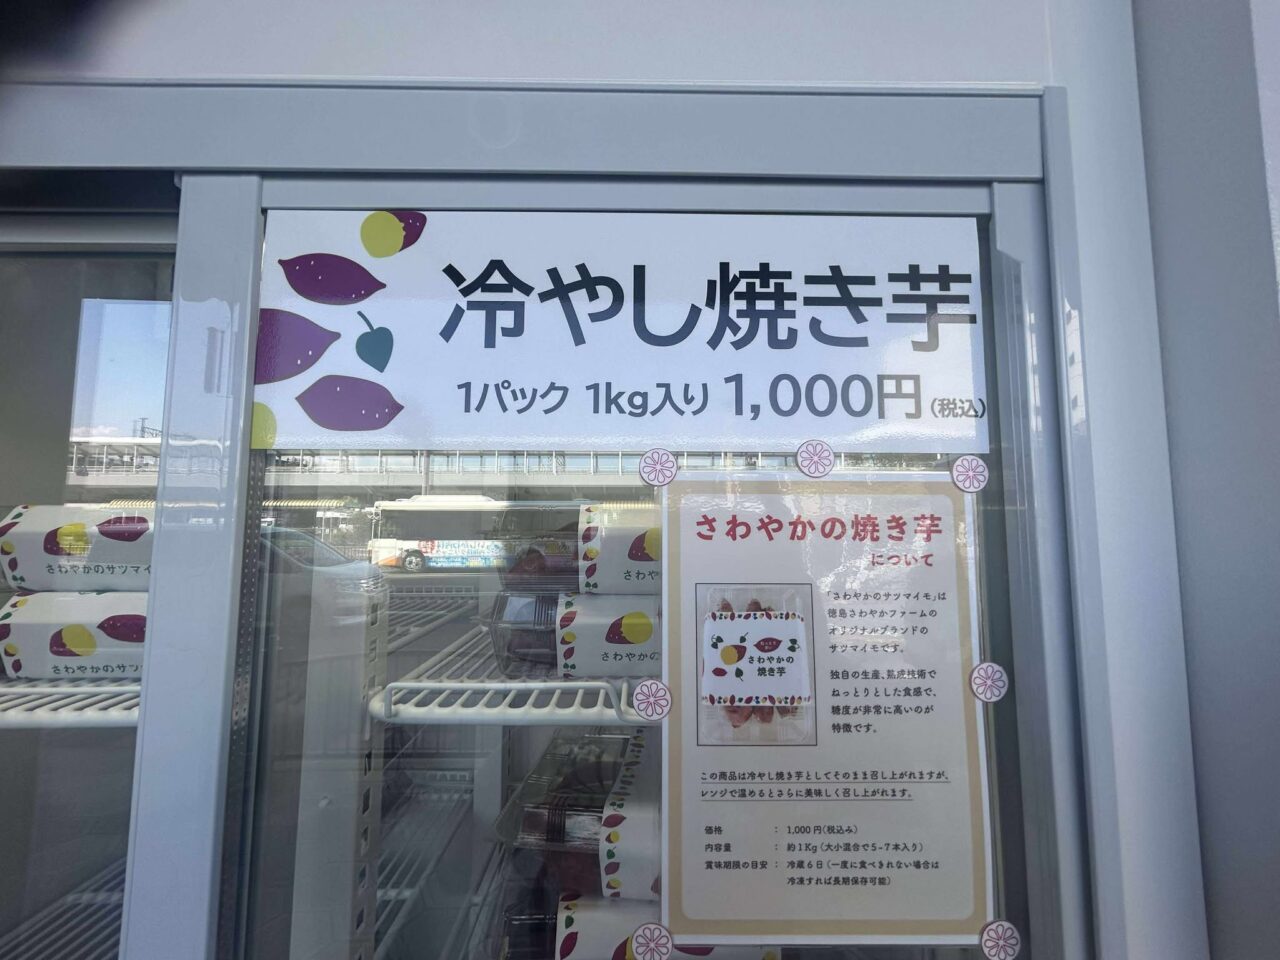 冷やし焼き芋
1パック 1kg入り 1,000円(税込)
さわやかの焼き芋
について
「さわやかのサツマイモ」は
徳島さわやかファームの
オリジナルブランドの
サツマイモです。
独自の生産、熟成技術で
ねっとりとした食感で、
糖度が非常に高いのが
特徴です。
さわやかの
焼き芋
この商品は冷やし焼き芋としてそのまま召し上がれますが、
レンジで温めるとさらに美味しく召し上がれます。
価格 : 1,000円(税込み)
内容量 : 約1Kg(大小混合で5-7本入り)
賞味期限の目安 : 冷蔵6日(一度に食べきれない場合は
冷凍すれば長期保存可能)
さわやかのサツマイ
さわやかのサツ
さわや
さわやかの